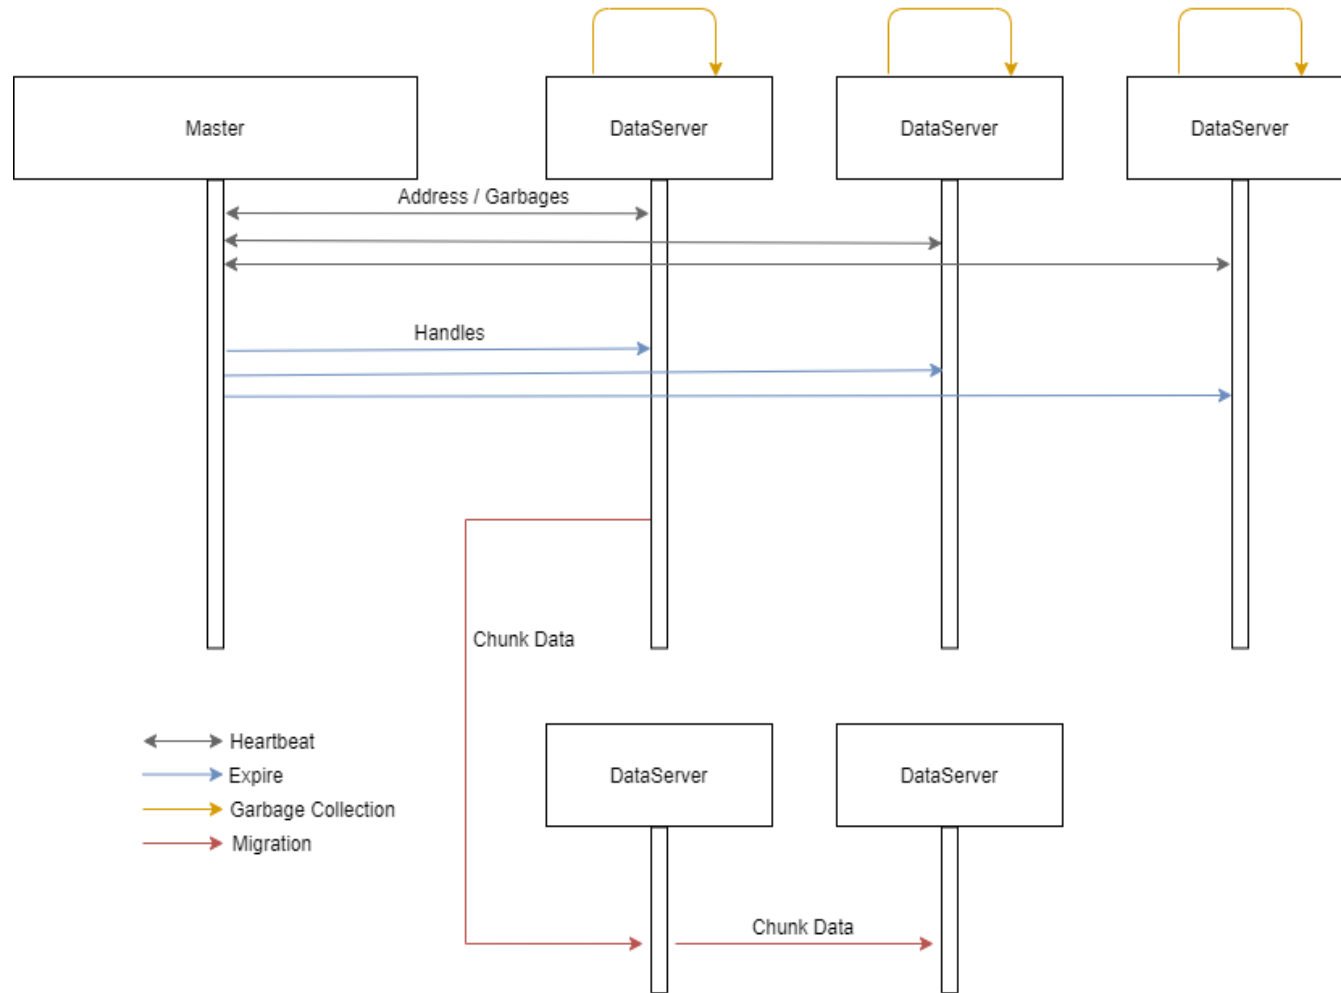 Master
DataServer
DataServer
DataServer
Address / Garbages
Handles
Chunk Data
Heartbeat
Expire
Garbage Collection
Migration
DataServer
DataServer
Chunk Data